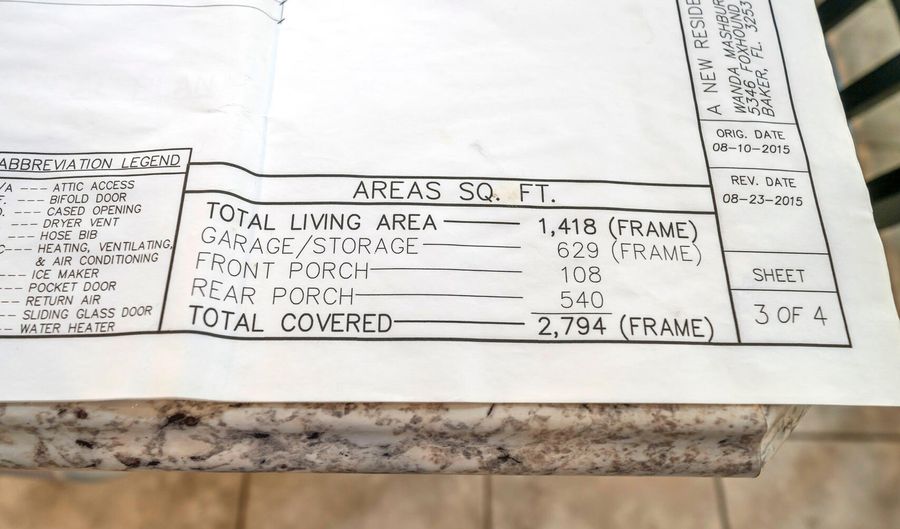 A NEW RESIDE
WANDA MASHBUR
5346 FOXHOUND
BAKER, FL. 3253
ORIG. DATE
08-10-2015
REV. DATE
08-23-2015
SHEET
3 OF 4
ABBREVIATION LEGEND
/A --- ATTIC ACCESS
--- BIFOLD DOOR
--- CASED OPENING
--- DRYER VENT
--- HOSE BIB
C--- HEATING, VENTILATING,
& AIR CONDITIONING
--- ICE MAKER
--- POCKET DOOR
--- RETURN AIR
-- SLIDING GLASS DOOR
-- WATER HEATER
AREAS SQ. FT.
TOTAL LIVING AREA 1,418 (FRAME)
GARAGE/STORAGE 629 (FRAME)
FRONT PORCH 108
REAR PORCH 540
TOTAL COVERED 2,794 (FRAME)